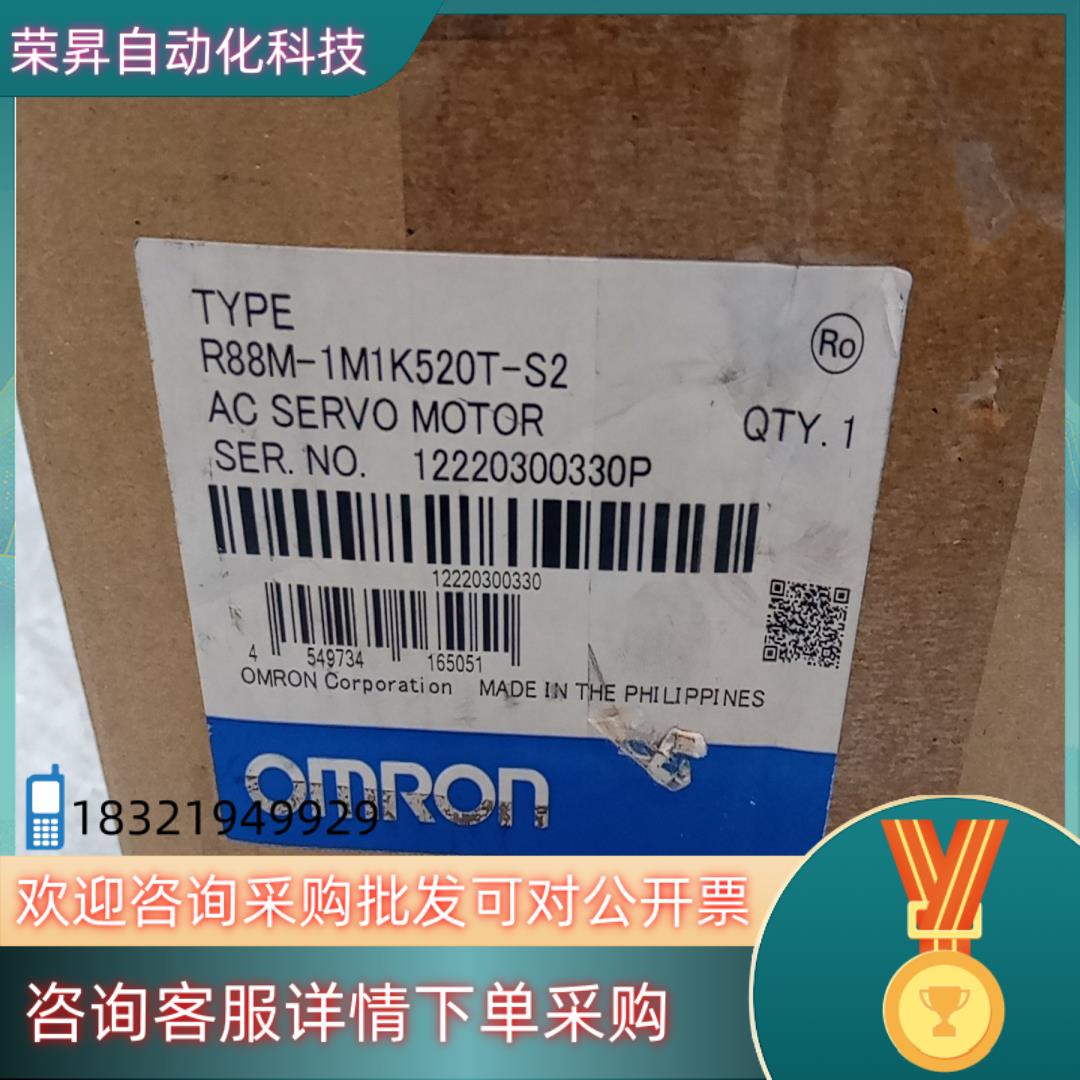 荣昇自动化科技
TYPE
R88M-1M1K520T-S2
Ro
AC SERVO MOTOR
QTY. 1
SER. NO. 12220300330P
12220300330
4 549734 165051
OMRON Corporation MADE IN THE PHILIPPINES
OMRON
18321949929
欢迎咨询采购批发可对公开票
咨询客服详情下单采购